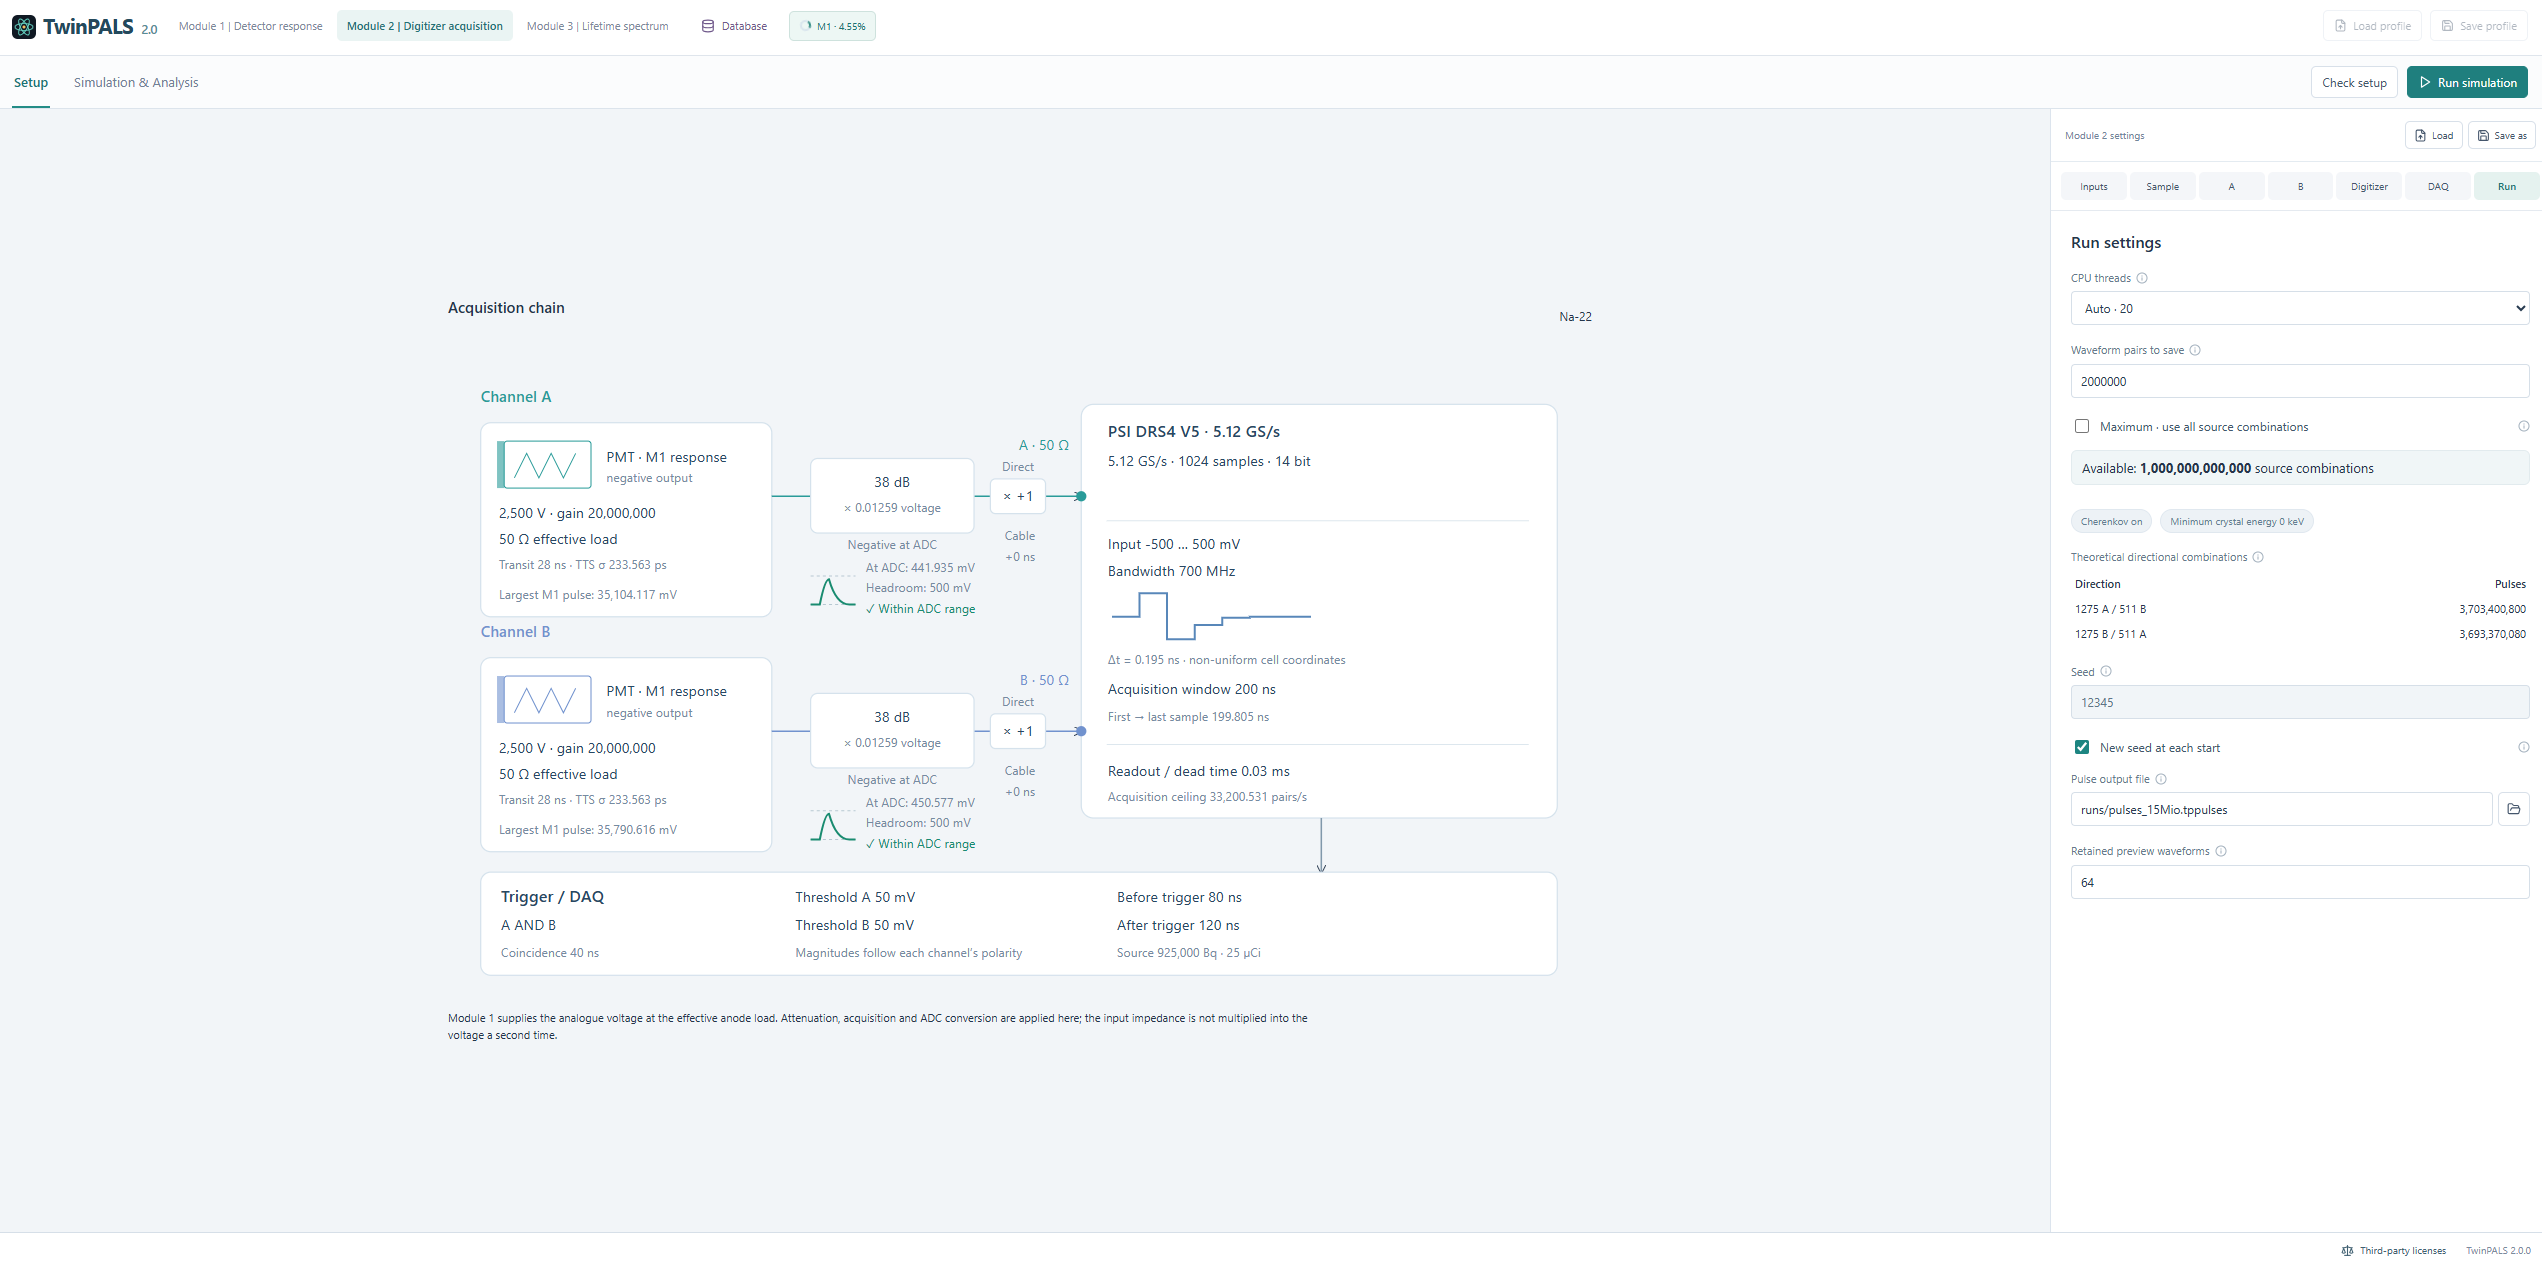 TwinPALS 2.0
Module 1 | Detector response
Module 2 | Digitizer acquisition
Module 3 | Lifetime spectrum
Database
M1 · 4.55%
Load profile
Save profile
Setup
Simulation & Analysis
Check setup
Run simulation
Acquisition chain
Na-22
Channel A
PMT · M1 response
negative output
2,500 V · gain 20,000,000
50 Ω effective load
Transit 28 ns · TTS σ 233.563 ps
Largest M1 pulse: 35,104.117 mV
38 dB
× 0.01259 voltage
Negative at ADC
At ADC: 441.935 mV
Headroom: 500 mV
✓ Within ADC range
A · 50 Ω
Direct
× +1
Cable
+0 ns
Channel B
PMT · M1 response
negative output
2,500 V · gain 20,000,000
50 Ω effective load
Transit 28 ns · TTS σ 233.563 ps
Largest M1 pulse: 35,790.616 mV
38 dB
× 0.01259 voltage
Negative at ADC
At ADC: 450.577 mV
Headroom: 500 mV
✓ Within ADC range
B · 50 Ω
Direct
× +1
Cable
+0 ns
PSI DRS4 V5 · 5.12 GS/s
5.12 GS/s · 1024 samples · 14 bit
Input -500 … 500 mV
Bandwidth 700 MHz
Δt = 0.195 ns · non-uniform cell coordinates
Acquisition window 200 ns
First → last sample 199.805 ns
Readout / dead time 0.03 ms
Acquisition ceiling 33,200.531 pairs/s
Trigger / DAQ
A AND B
Coincidence 40 ns
Threshold A 50 mV
Threshold B 50 mV
Magnitudes follow each channel's polarity
Before trigger 80 ns
After trigger 120 ns
Source 925,000 Bq · 25 µCi
Module 1 supplies the analogue voltage at the effective anode load. Attenuation, acquisition and ADC conversion are applied here; the input impedance is not multiplied into the
voltage a second time.
Module 2 settings
Load
Save as
Inputs
Sample
A
B
Digitizer
DAQ
Run
Run settings
CPU threads
Auto · 20
Waveform pairs to save
2000000
Maximum · use all source combinations
Available: 1,000,000,000,000 source combinations
Cherenkov on
Minimum crystal energy 0 keV
Theoretical directional combinations
Direction Pulses
1275 A / 511 B 3,703,400,800
1275 B / 511 A 3,693,370,080
Seed
12345
New seed at each start
Pulse output file
runs/pulses_15Mio.tppulses
Retained preview waveforms
64
Third-party licenses
TwinPALS 2.0.0